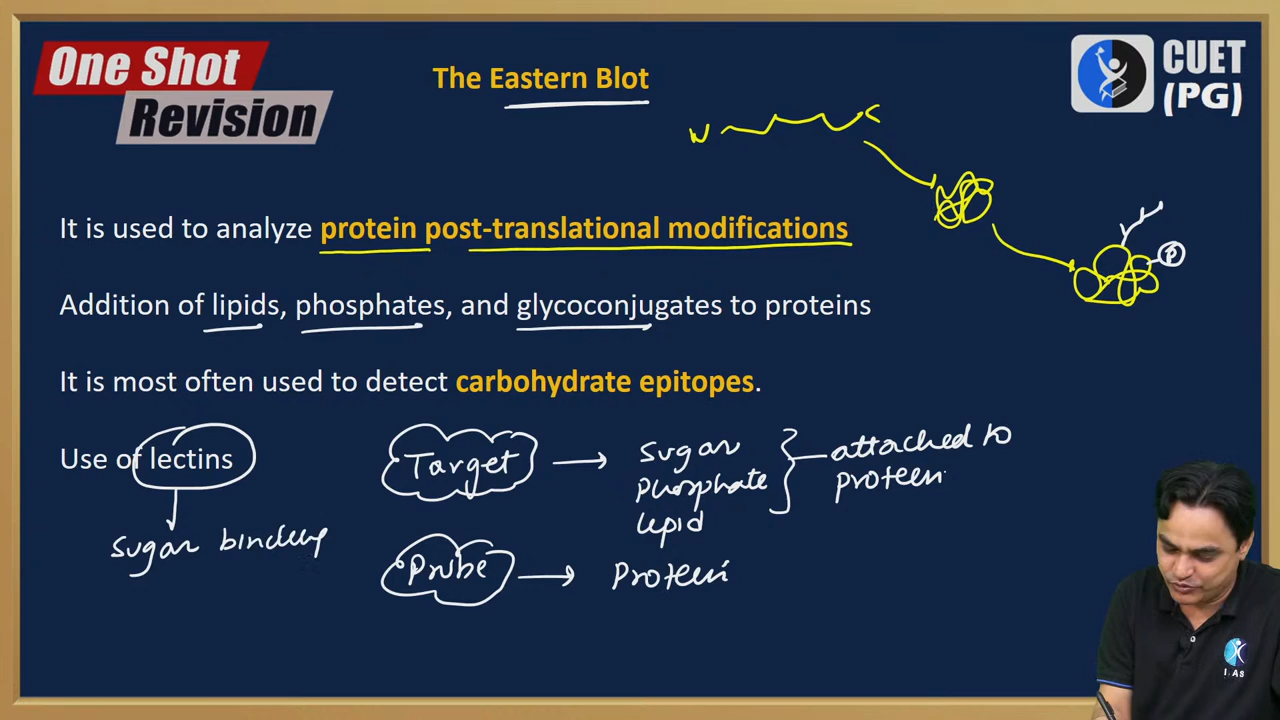 One Shot
Revision
The Eastern Blot
CUET
(PG)
N
C
It is used to analyze protein post-translational modifications
P
Addition of lipids, phosphates, and glycoconjugates to proteins
It is most often used to detect carbohydrate epitopes.
Use of lectins
Target
Sugar
Phosphate
lipid
attached to
protein
Sugar binding
Probe
Protein